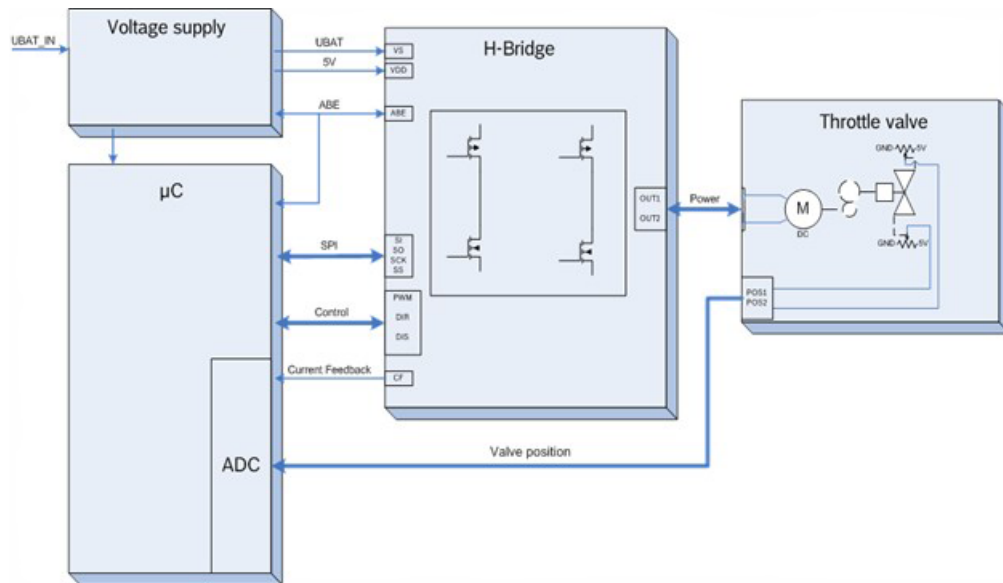 Voltage supply
UBAT_IN
UBAT
5V
ABE
H-Bridge
VS
VDD
ABE
µC
SPI
SI
SO
SCK
SS
Control
PWM
DIR
DIS
Current Feedback
CF
OUT1
OUT2
Power
Throttle valve
GND
5V
M
DC
GND
5V
POS1
POS2
Valve position
ADC